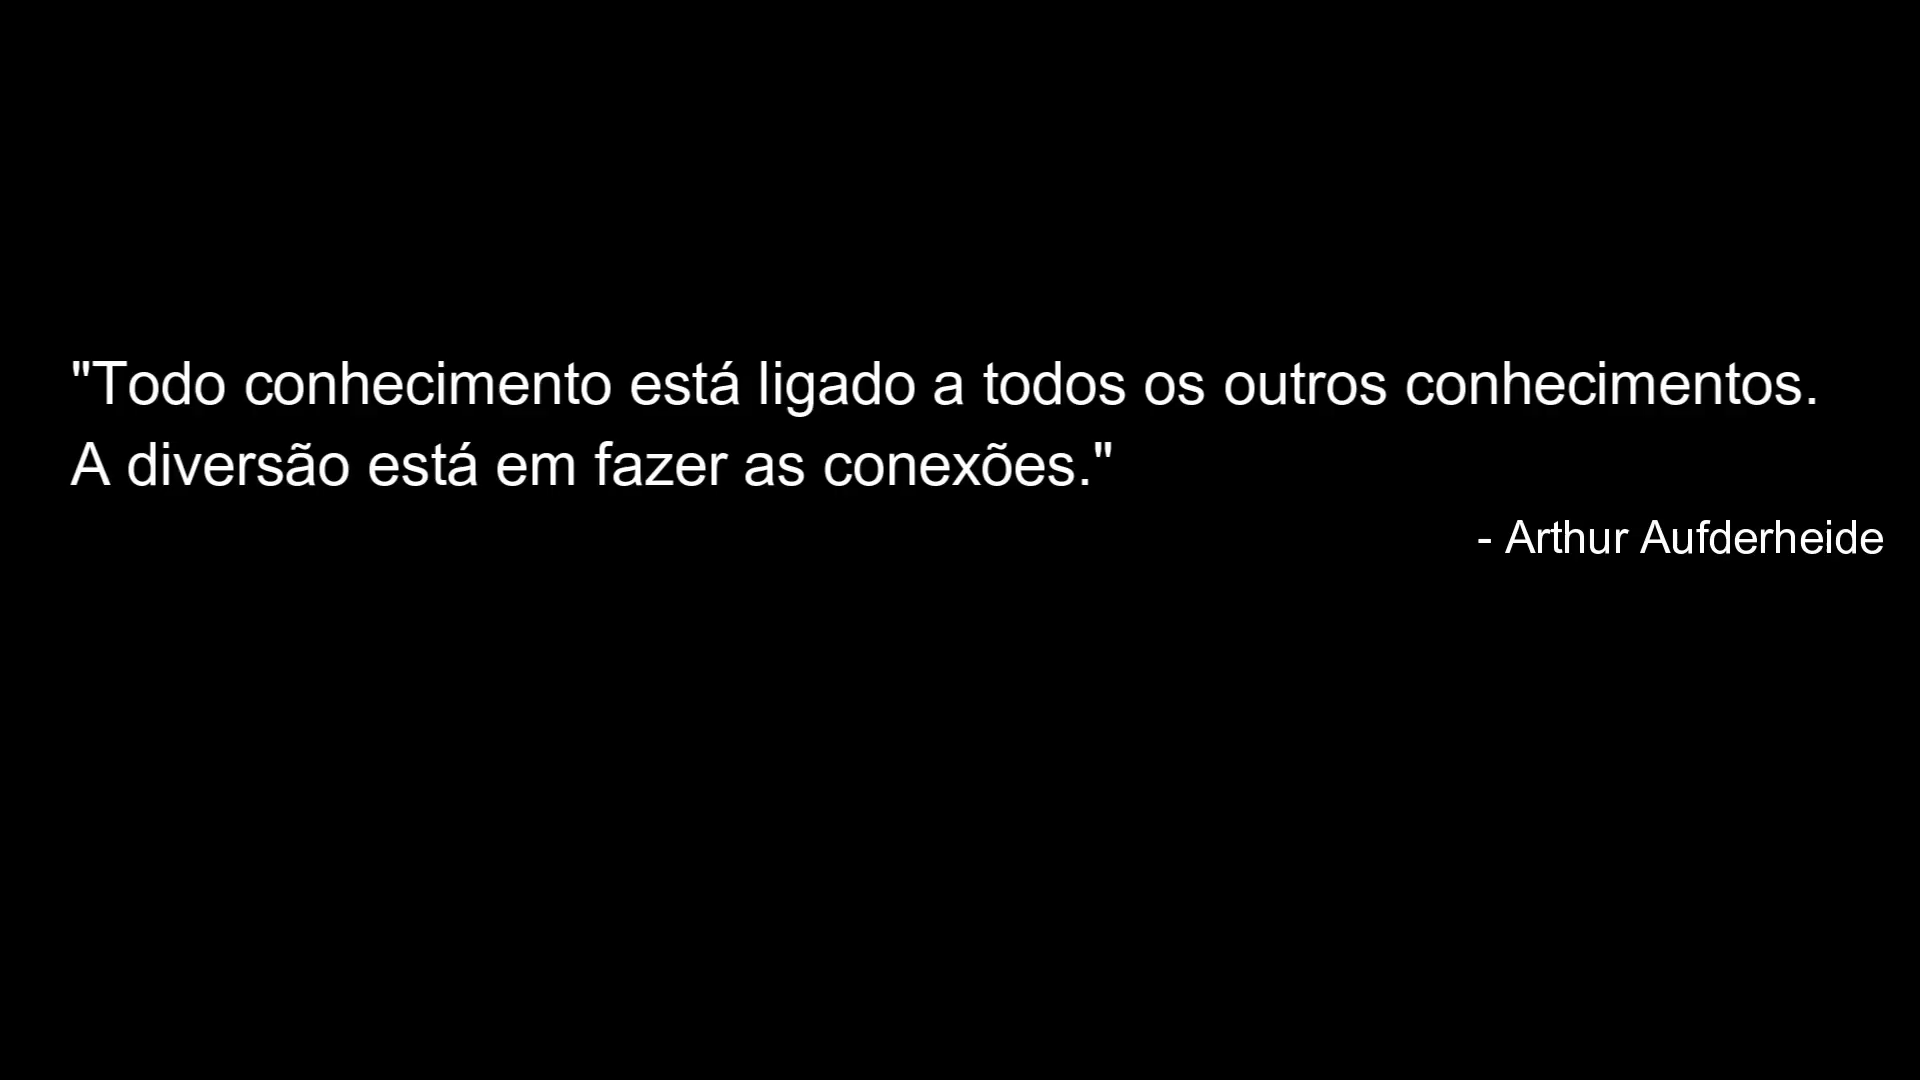 "Todo conhecimento está ligado a todos os outros conhecimentos.
A diversão está em fazer as conexões."
- Arthur Aufderheide